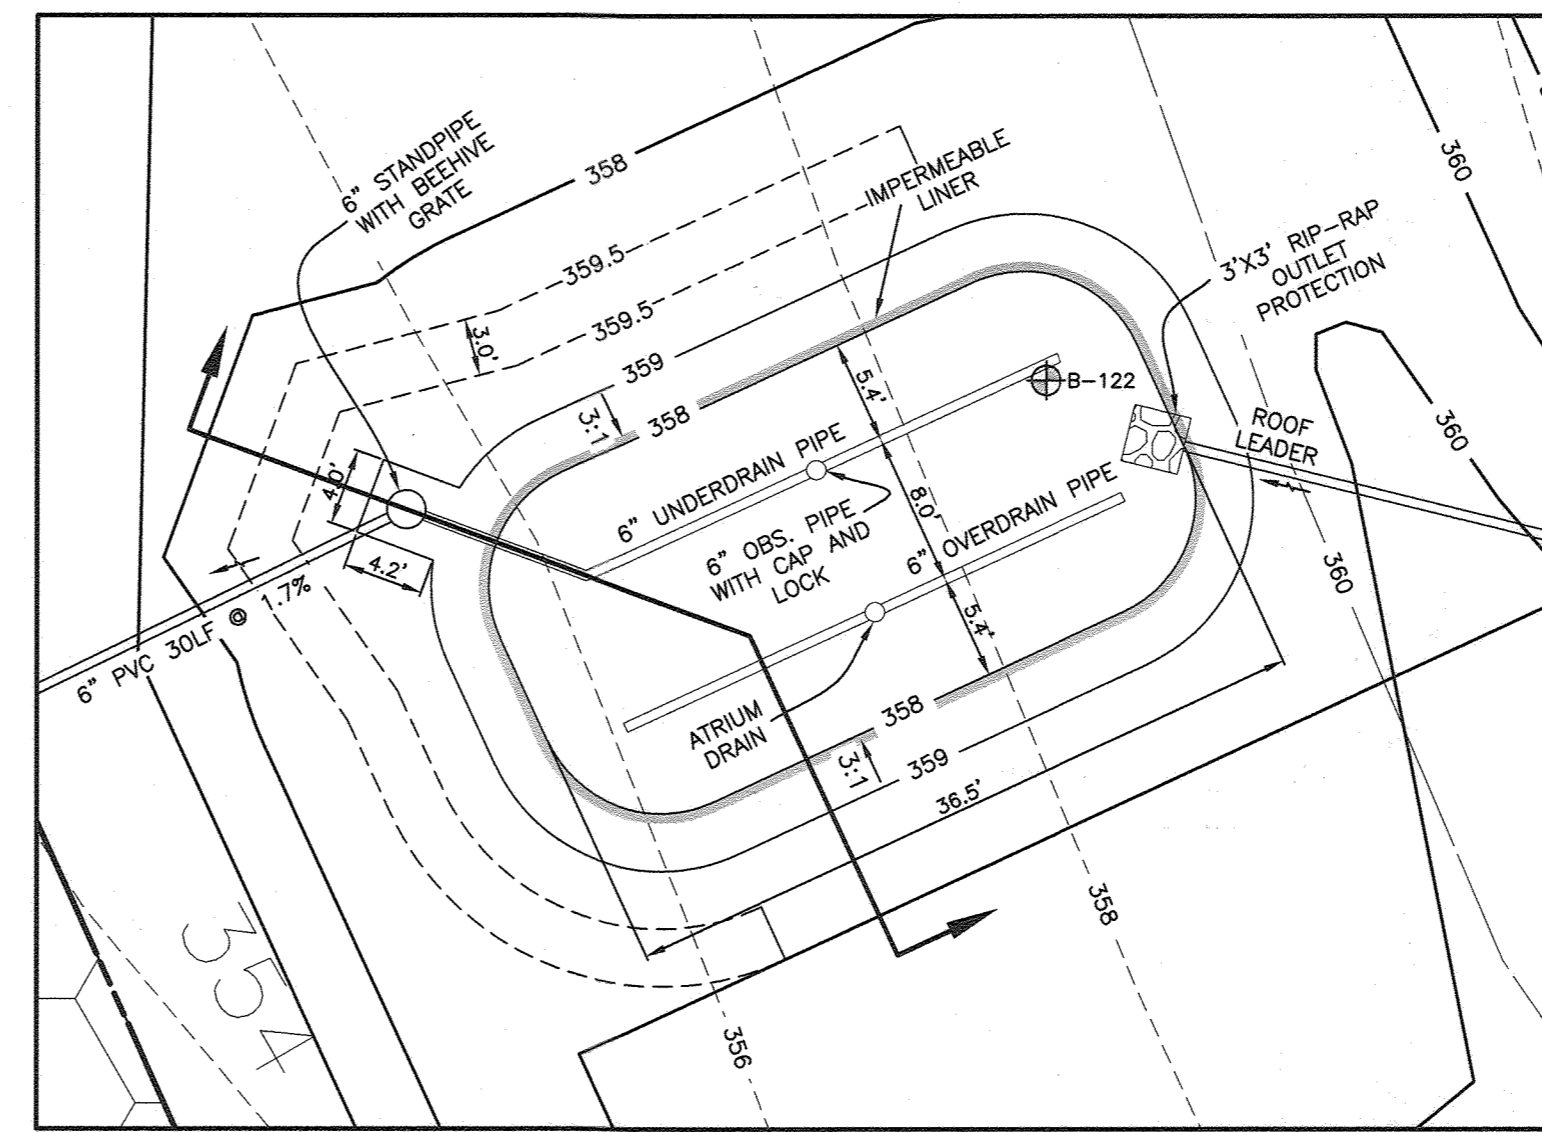 6" STANDPIPE
WITH BEEHIVE
GRATE
358
IMPERMEABLE
LINER
360
359.5
3'X3' RIP-RAP
OUTLET
PROTECTION
359.5
3.0'
359
5.4'
B-122
3:1
358
ROOF
LEADER
360
4.0'
6" UNDERDRAIN PIPE
8.0'
6" OVERDRAIN PIPE
6" OBS. PIPE
WITH CAP AND
LOCK
4.2'
360
6" PVC 30LF @ 1.7%
5.4'
ATRIUM
DRAIN
358
3:1
359
36.5'
358
354
356